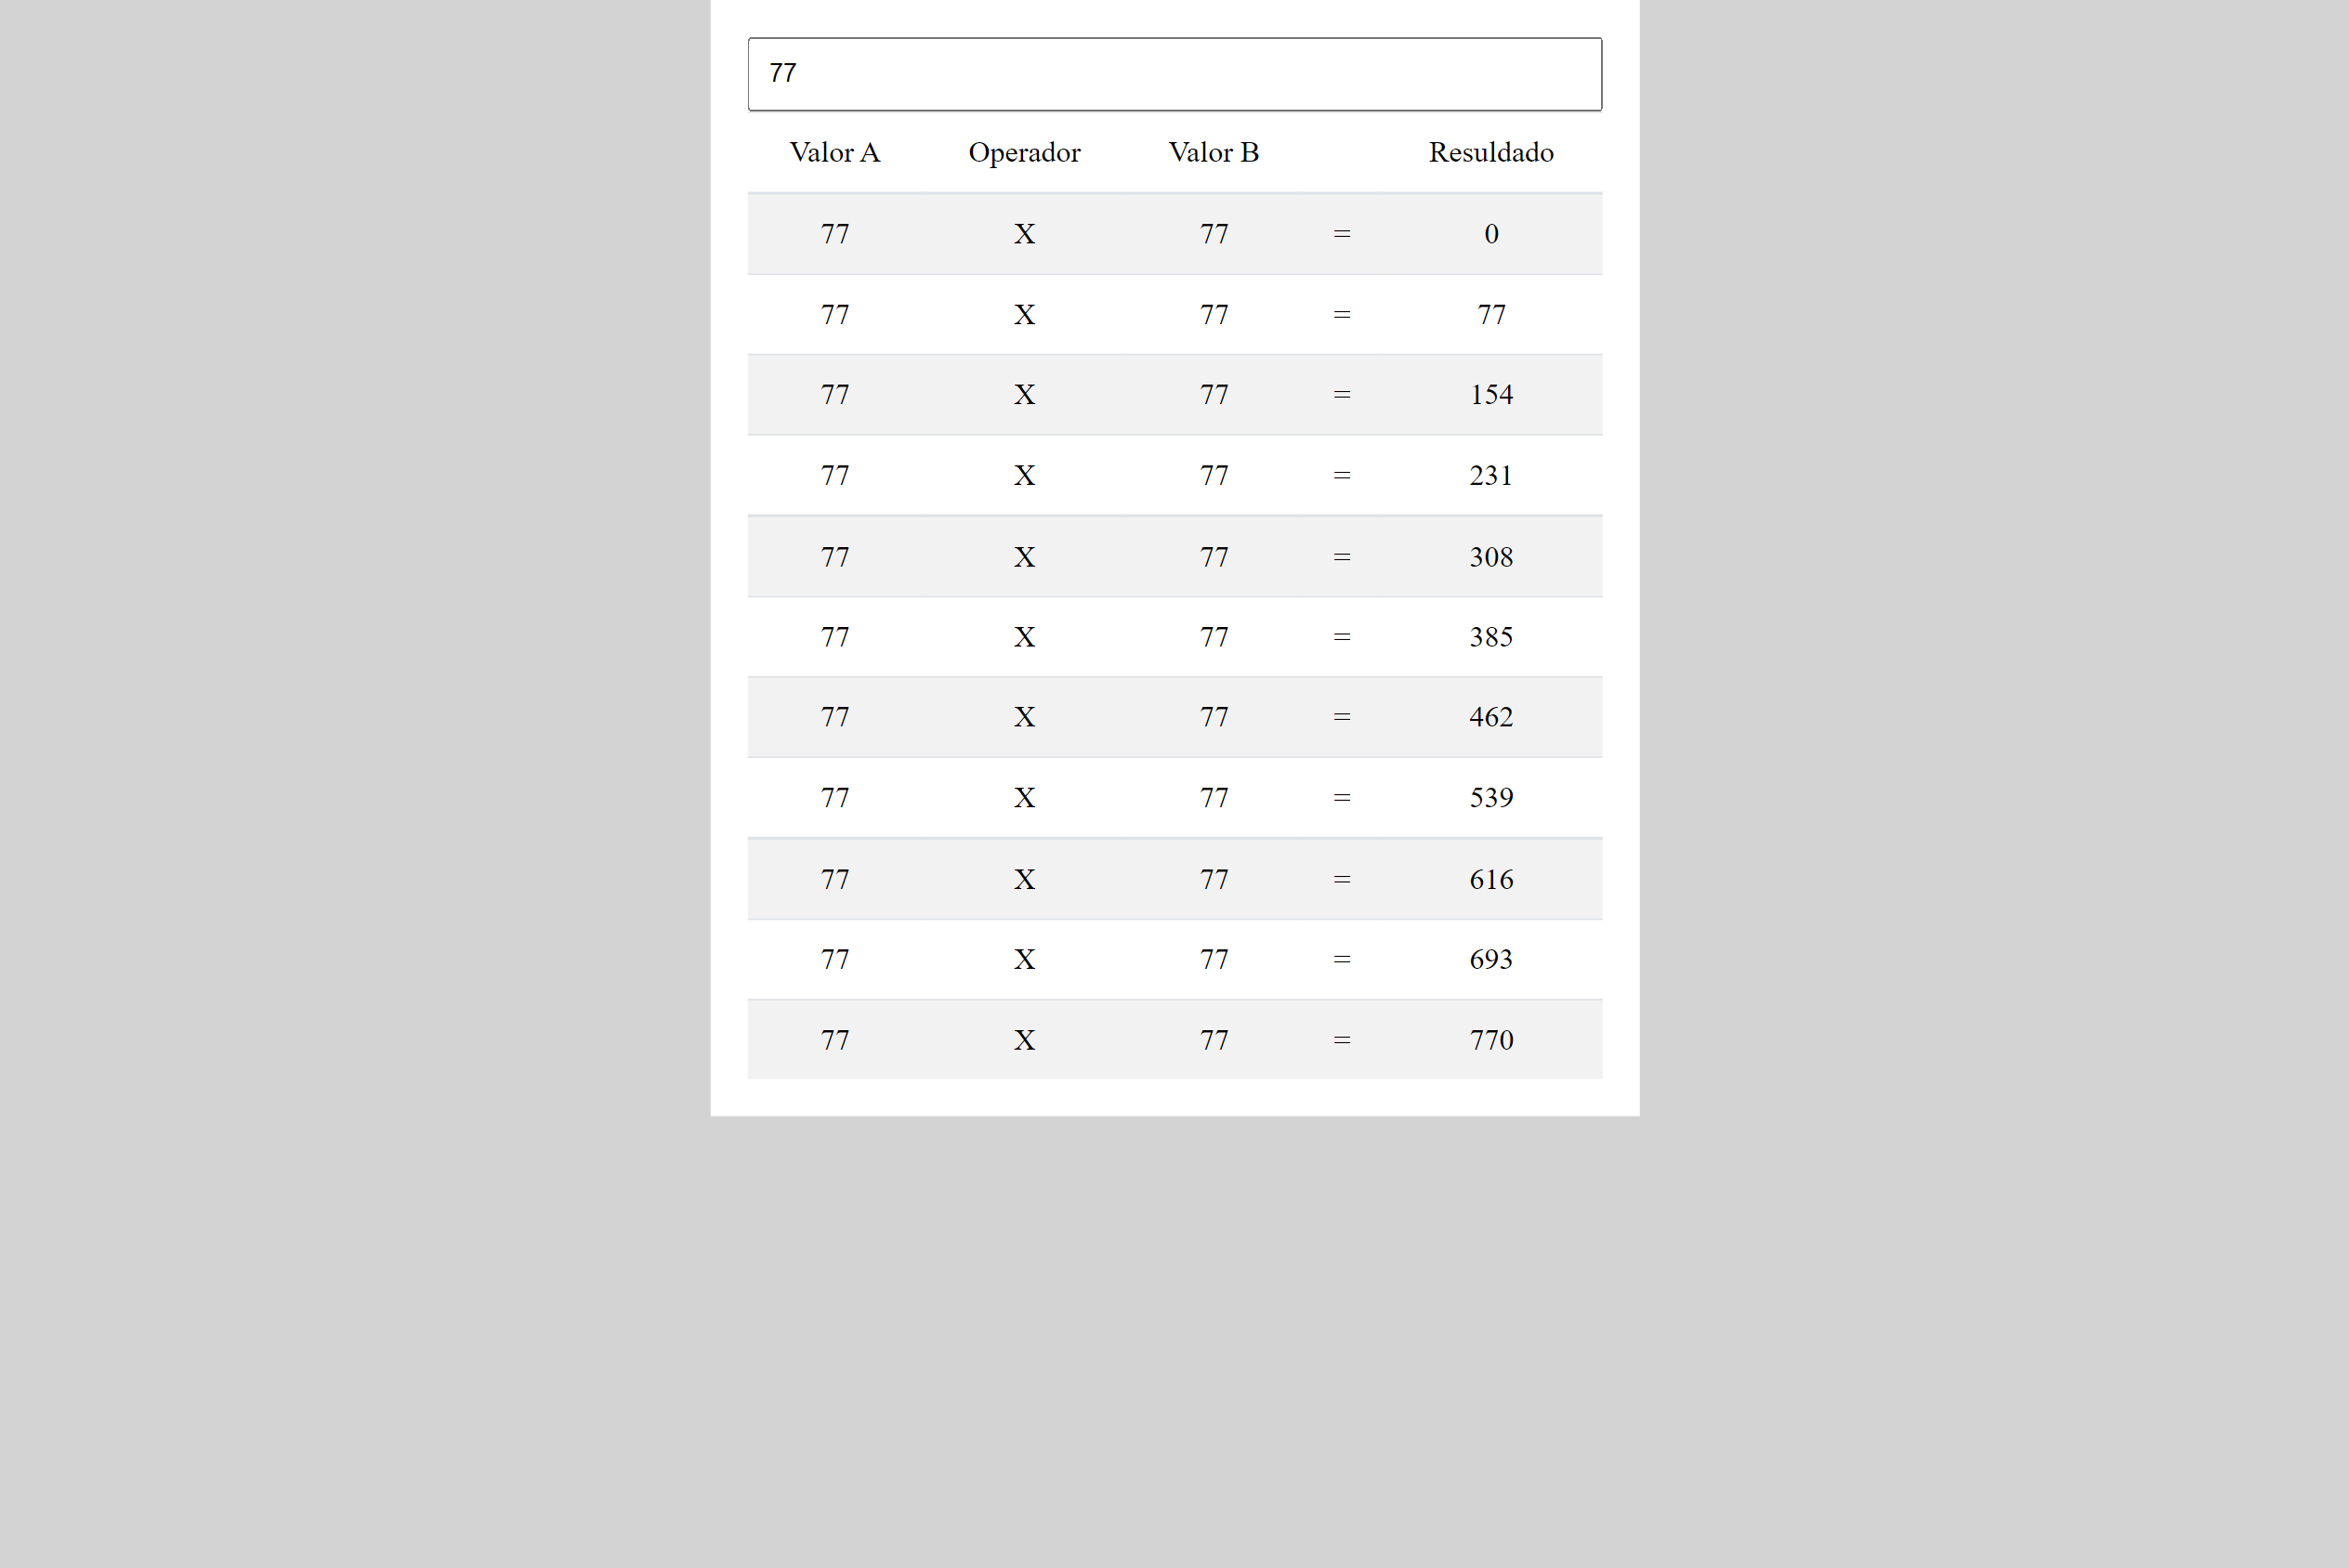 77
Valor A Operador Valor B Resuldado
77 X 77 = 0
77 X 77 = 77
77 X 77 = 154
77 X 77 = 231
77 X 77 = 308
77 X 77 = 385
77 X 77 = 462
77 X 77 = 539
77 X 77 = 616
77 X 77 = 693
77 X 77 = 770